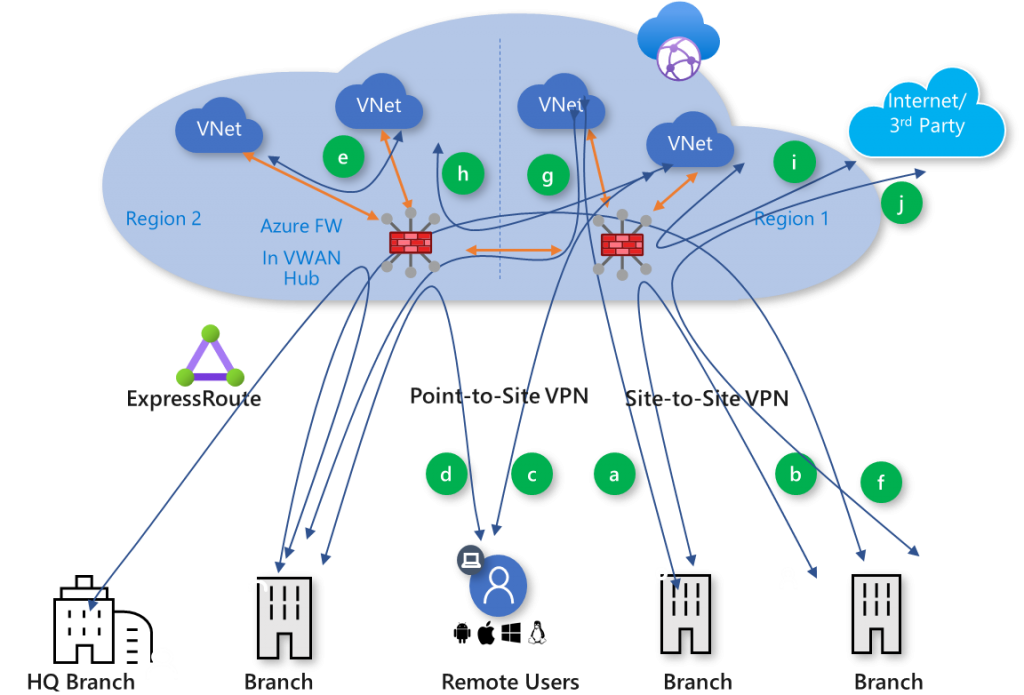 VNet
VNet
VNet
VNet
Internet/
3rd Party
e
h
g
i
j
Region 2
Azure FW
In VWAN
Hub
Region 1
ExpressRoute
Point-to-Site VPN
Site-to-Site VPN
d
c
a
b
f
HQ Branch
Branch
Remote Users
Branch
Branch